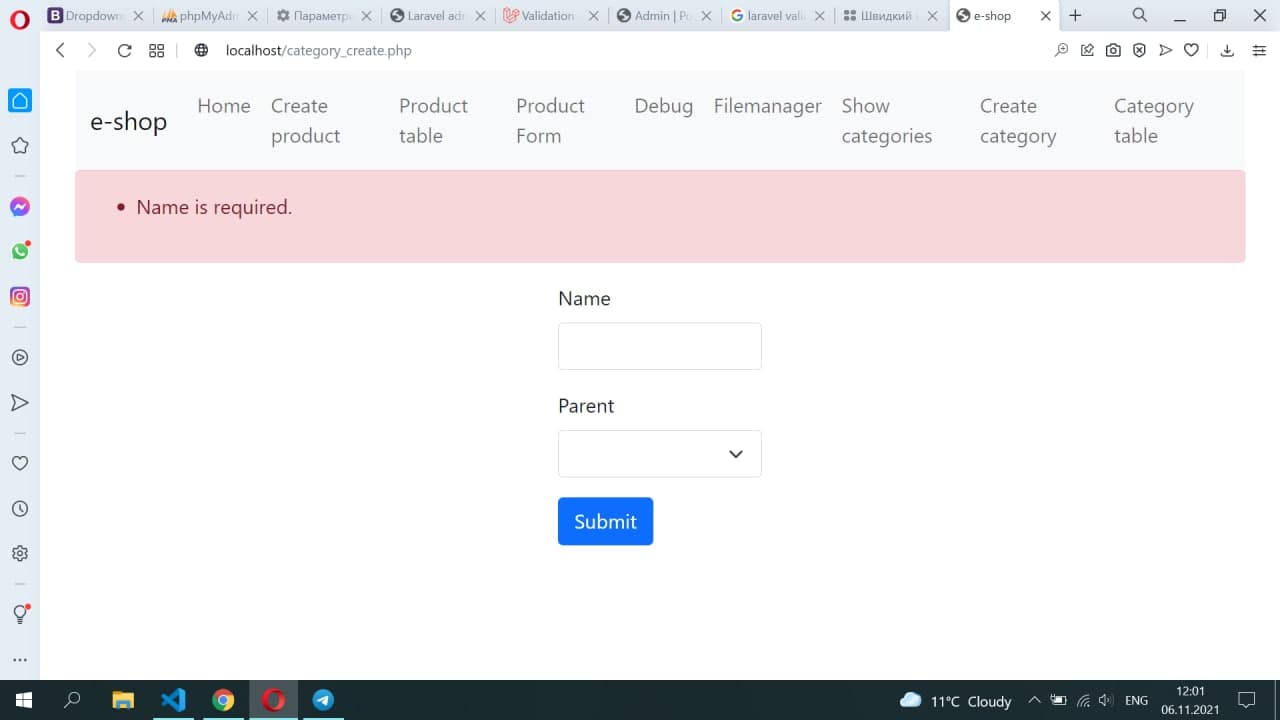 Dropdown
phpMyAdr
Параметри
Laravel adr
Validation
Admin | Po
laravel vali
Швидкий
e-shop
localhost/category_create.php
e-shop
Home
Create product
Product table
Product Form
Debug
Filemanager
Show categories
Create category
Category table
• Name is required.
Name
Parent
Submit
11°C Cloudy
ENG
12:01
06.11.2021